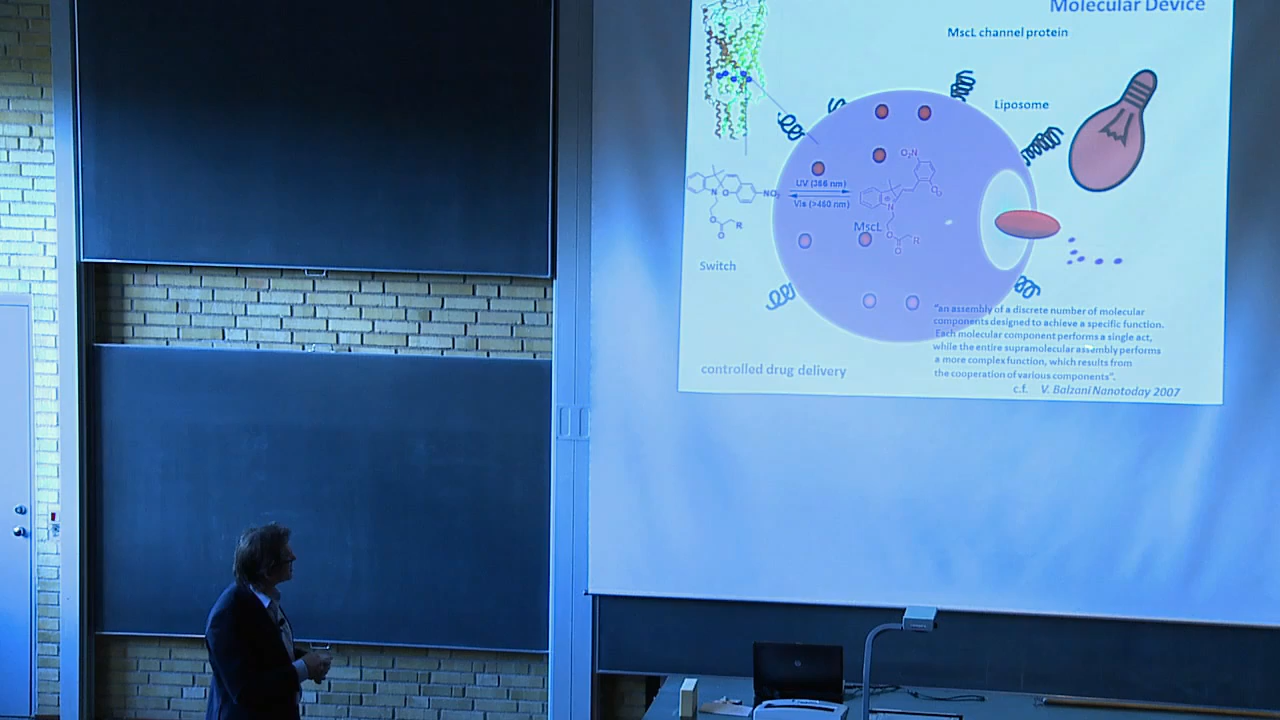 Molecular Device
MscL channel protein
Liposome
O₂N
UV (366 nm)
Vis (>460 nm)
NO₂
N
O
N
O
MscL
O
R
O
O
R
O
Switch
"an assembly of a discrete number of molecular
components designed to achieve a specific function.
Each molecular component performs a single act,
while the entire supramolecular assembly performs
a more complex function, which results from
the cooperation of various components".
controlled drug delivery
c.f. V. Balzani Nanotoday 2007